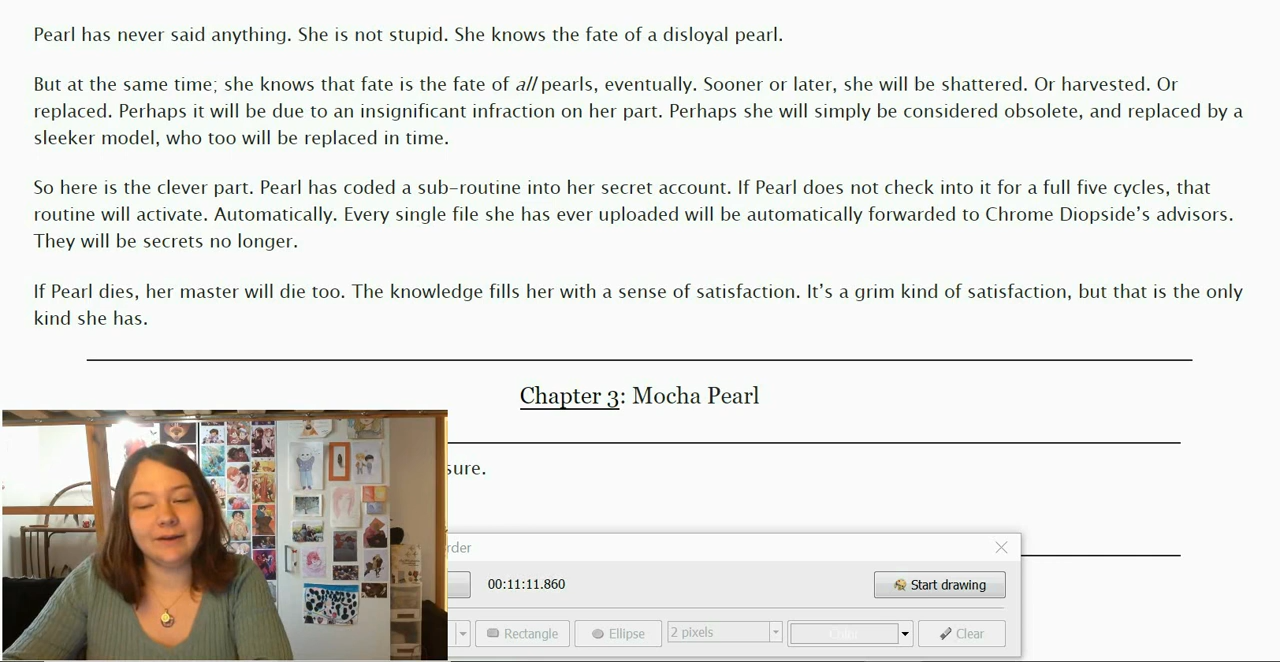 Pearl has never said anything. She is not stupid. She knows the fate of a disloyal pearl.
But at the same time; she knows that fate is the fate of all pearls, eventually. Sooner or later, she will be shattered. Or harvested. Or
replaced. Perhaps it will be due to an insignificant infraction on her part. Perhaps she will simply be considered obsolete, and replaced by a
sleeker model, who too will be replaced in time.
So here is the clever part. Pearl has coded a sub-routine into her secret account. If Pearl does not check into it for a full five cycles, that
routine will activate. Automatically. Every single file she has ever uploaded will be automatically forwarded to Chrome Diopside's advisors.
They will be secrets no longer.
If Pearl dies, her master will die too. The knowledge fills her with a sense of satisfaction. It's a grim kind of satisfaction, but that is the only
kind she has.
Chapter 3: Mocha Pearl
sure.
rder
00:11:11.860
Start drawing
Rectangle
Ellipse
2 pixels
Color
Clear